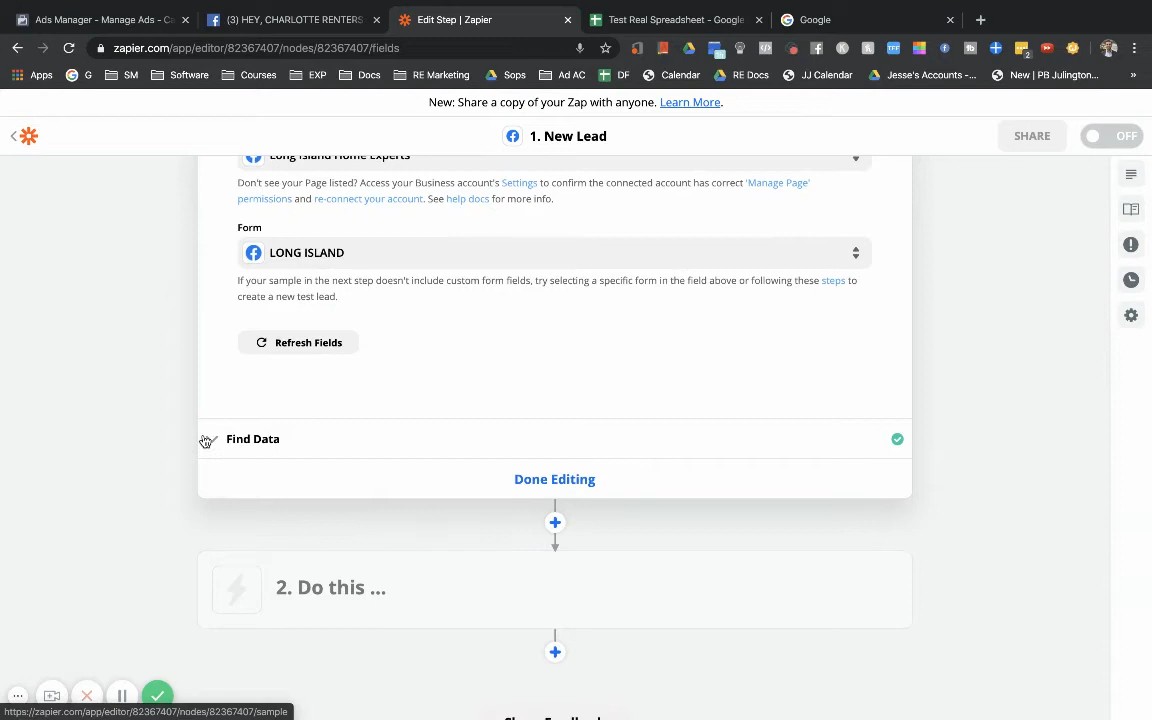 Ads Manager - Manage Ads - Ca
(3) HEY, CHARLOTTE RENTERS
Edit Step | Zapier
Test Real Spreadsheet - Google
Google
zapier.com/app/editor/82367407/nodes/82367407/fields
Apps
G
SM
Software
Courses
EXP
Docs
RE Marketing
Sops
Ad AC
DF
Calendar
RE Docs
JJ Calendar
Jesse's Accounts -...
New | PB Julington...
New: Share a copy of your Zap with anyone. Learn More.
1. New Lead
SHARE
OFF
Long Island Home Experts
Don't see your Page listed? Access your Business account's Settings to confirm the connected account has correct 'Manage Page'
permissions and re-connect your account. See help docs for more info.
Form
LONG ISLAND
If your sample in the next step doesn't include custom form fields, try selecting a specific form in the field above or following these steps to
create a new test lead.
Refresh Fields
Find Data
Done Editing
2. Do this ...
https://zapier.com/app/editor/82367407/nodes/82367407/sample